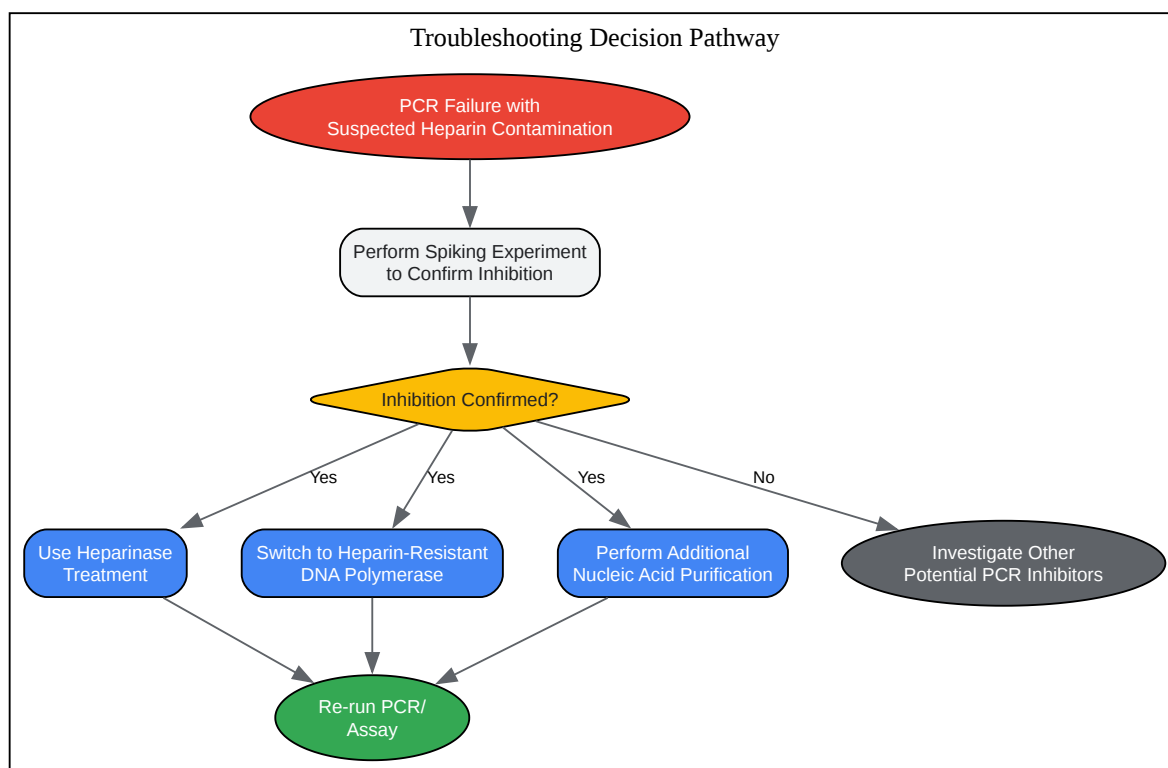 Troubleshooting Decision Pathway
PCR Failure with
Suspected Heparin Contamination
Perform Spiking Experiment
to Confirm Inhibition
Inhibition Confirmed?
Yes
Yes
Yes
No
Use Heparinase
Treatment
Switch to Heparin-Resistant
DNA Polymerase
Perform Additional
Nucleic Acid Purification
Investigate Other
Potential PCR Inhibitors
Re-run PCR/
Assay